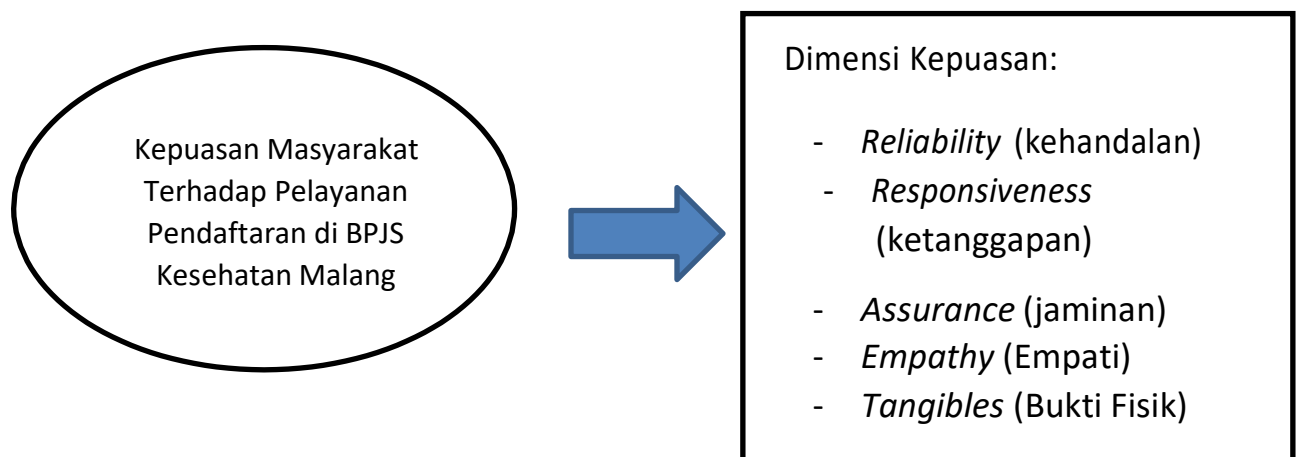 Kepuasan Masyarakat
Terhadap Pelayanan
Pendaftaran di BPJS
Kesehatan Malang
Dimensi Kepuasan:
- Reliability (kehandalan)
- Responsiveness
(ketanggapan)
- Assurance (jaminan)
- Empathy (Empati)
- Tangibles (Bukti Fisik)